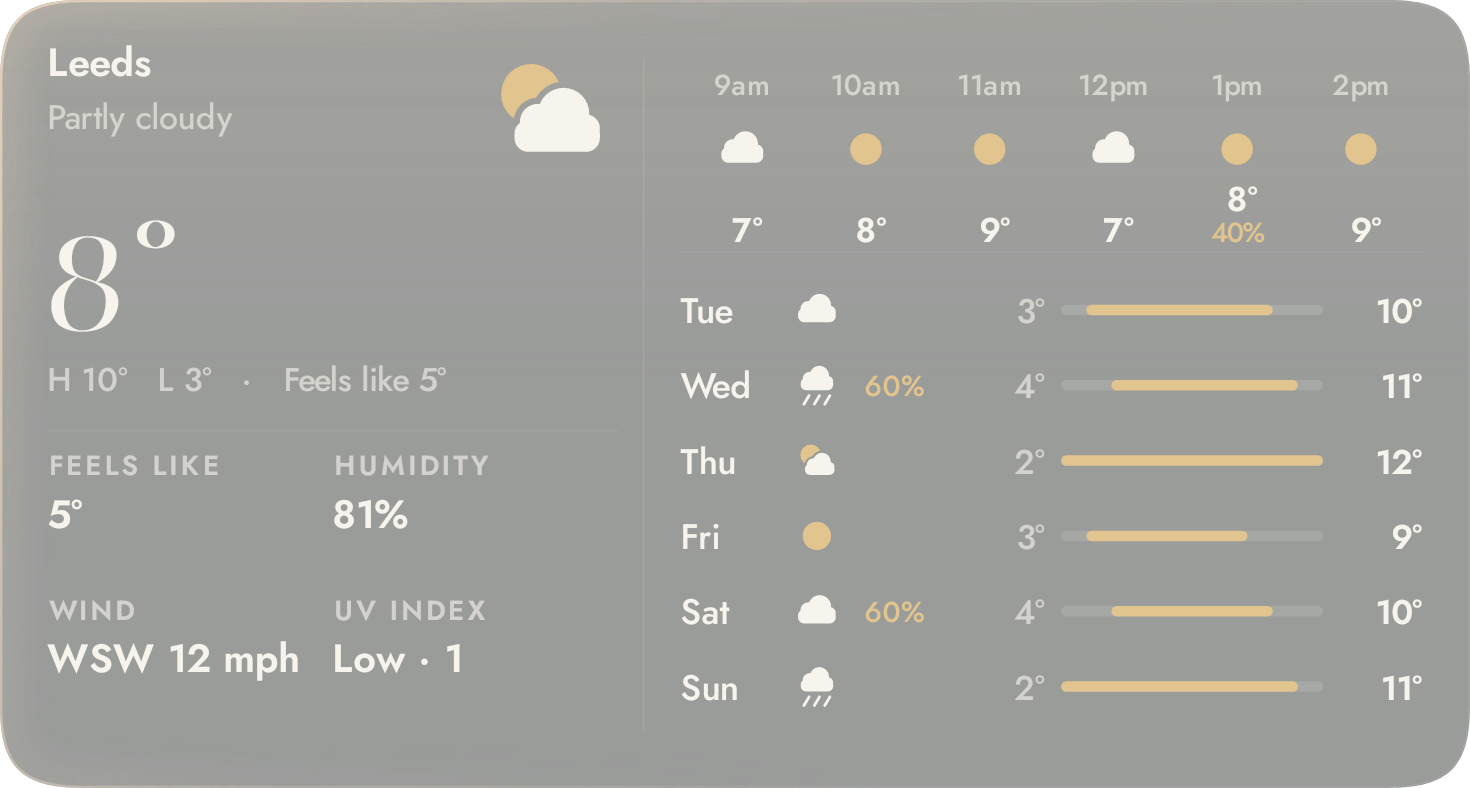 Leeds
Partly cloudy
8°
H 10° L 3° · Feels like 5°
FEELS LIKE HUMIDITY
5° 81%
WIND UV INDEX
WSW 12 mph Low · 1
9am 10am 11am 12pm 1pm 2pm
7° 8° 9° 7° 8° 9°
40%
Tue 3° 10°
Wed 60% 4° 11°
Thu 2° 12°
Fri 3° 9°
Sat 60% 4° 10°
Sun 2° 11°